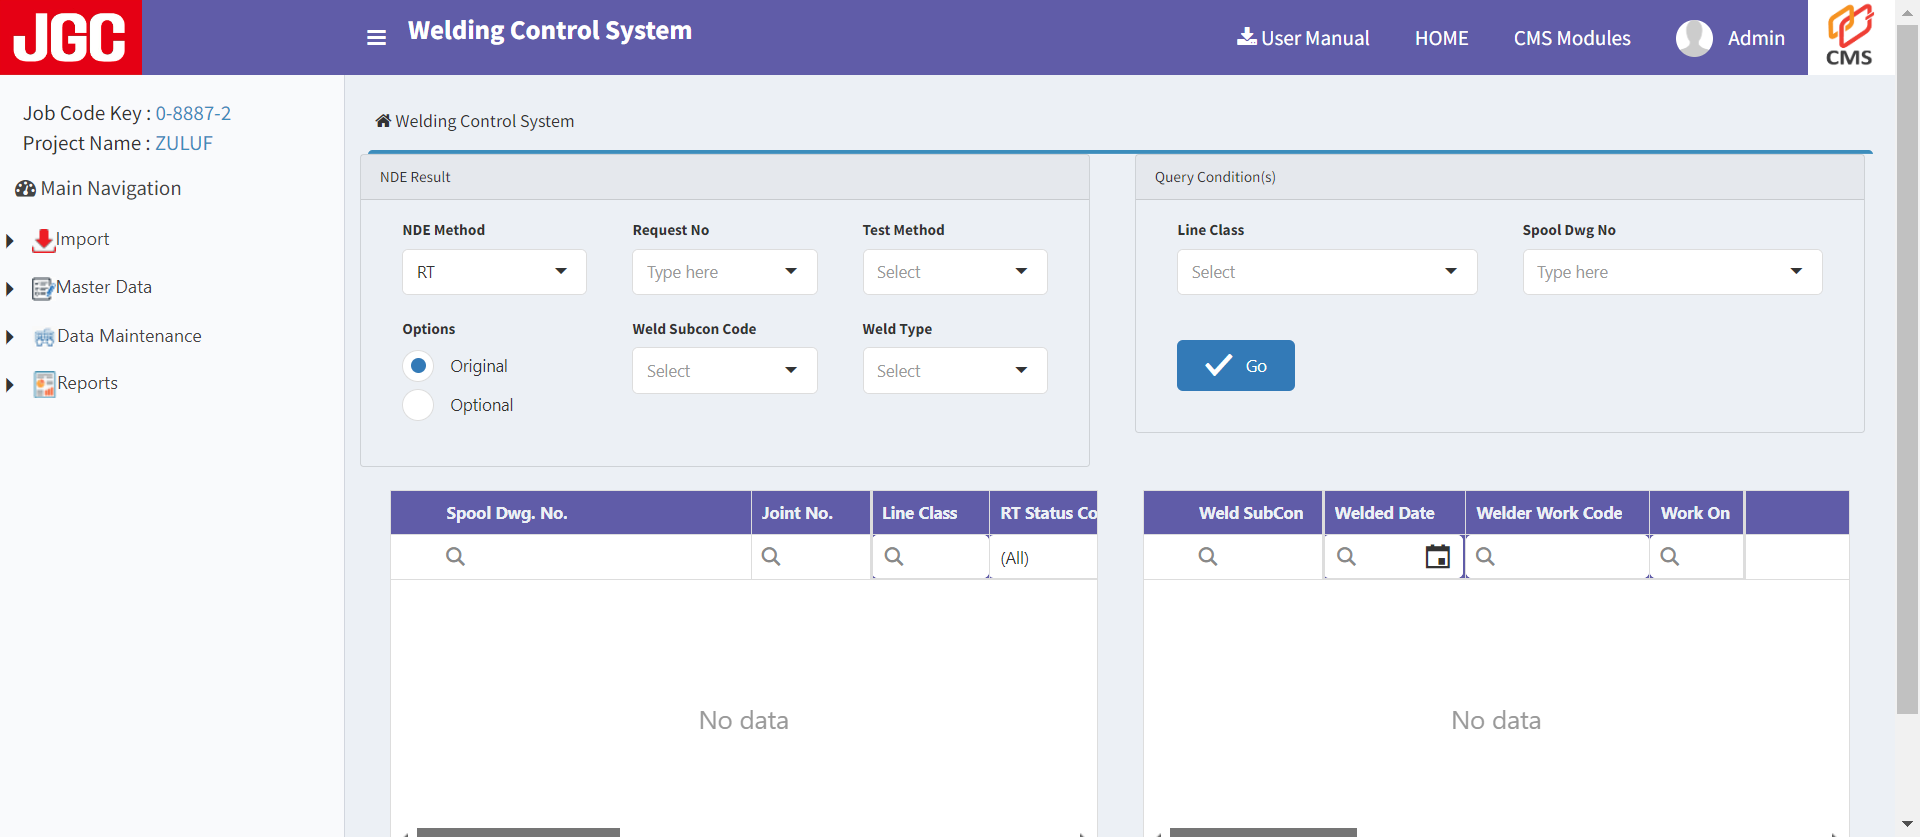 JGC
Welding Control System
User Manual
HOME
CMS Modules
Admin
CMS
Job Code Key : 0-8887-2
Project Name : ZULUF
Main Navigation
Import
Master Data
Data Maintenance
Reports
Welding Control System
NDE Result
NDE Method
Request No
Test Method
RT
Type here
Select
Options
Weld Subcon Code
Weld Type
Original
Select
Select
Optional
Query Condition(s)
Line Class
Spool Dwg No
Select
Type here
Go
Spool Dwg. No.
Joint No.
Line Class
RT Status Co
(All)
No data
Weld SubCon
Welded Date
Welder Work Code
Work On
No data